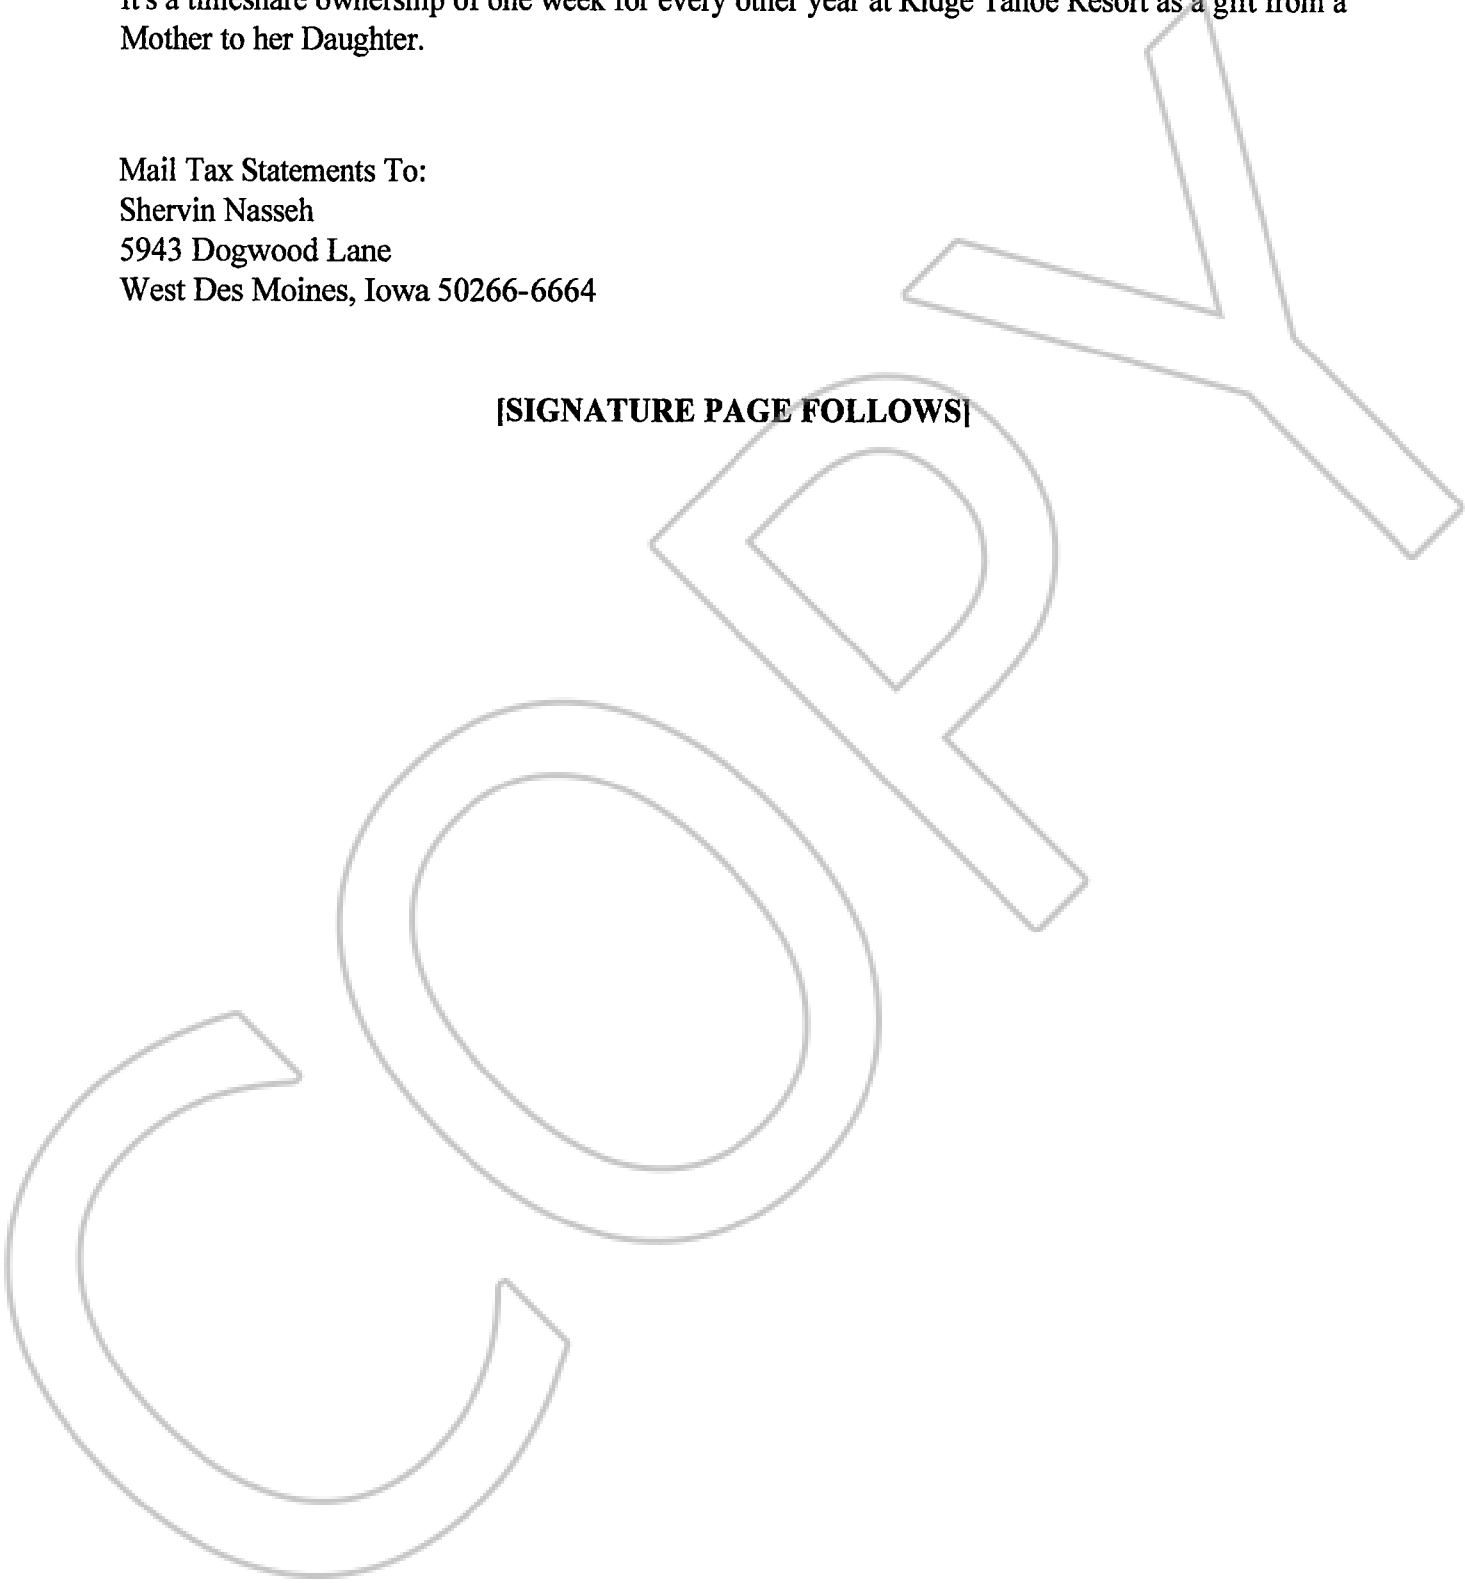 It's a timeshare ownership of one week for every other year at Ridge Tahoe Resort as a gift from a
Mother to her Daughter.
Mail Tax Statements To:
Shervin Nasseh
5943 Dogwood Lane
West Des Moines, Iowa 50266-6664
[SIGNATURE PAGE FOLLOWS]
COPY